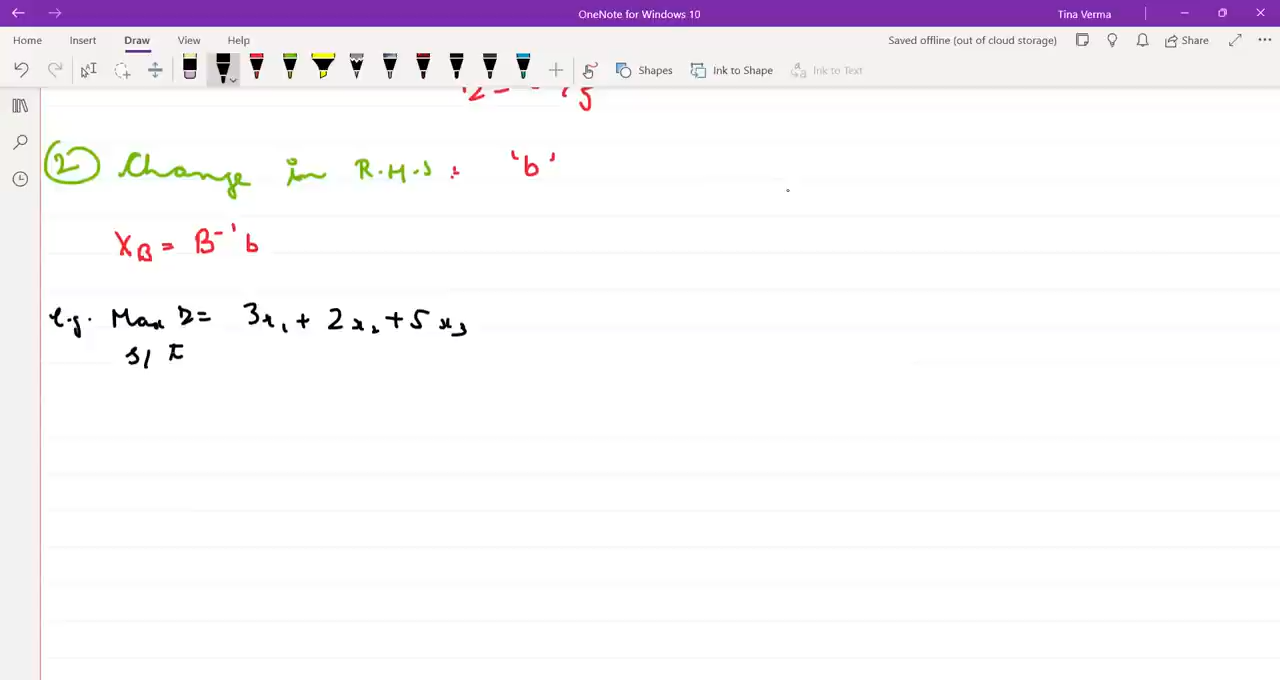 OneNote for Windows 10
Tina Verma
Home Insert Draw View Help
Saved offline (out of cloud storage)
Share
Shapes
Ink to Shape
Ink to Text
② Change in R.H.S : 'b'
X_B = B⁻¹ b
e.g. Max Z = 3x₁ + 2x₂ + 5x₃
s/t